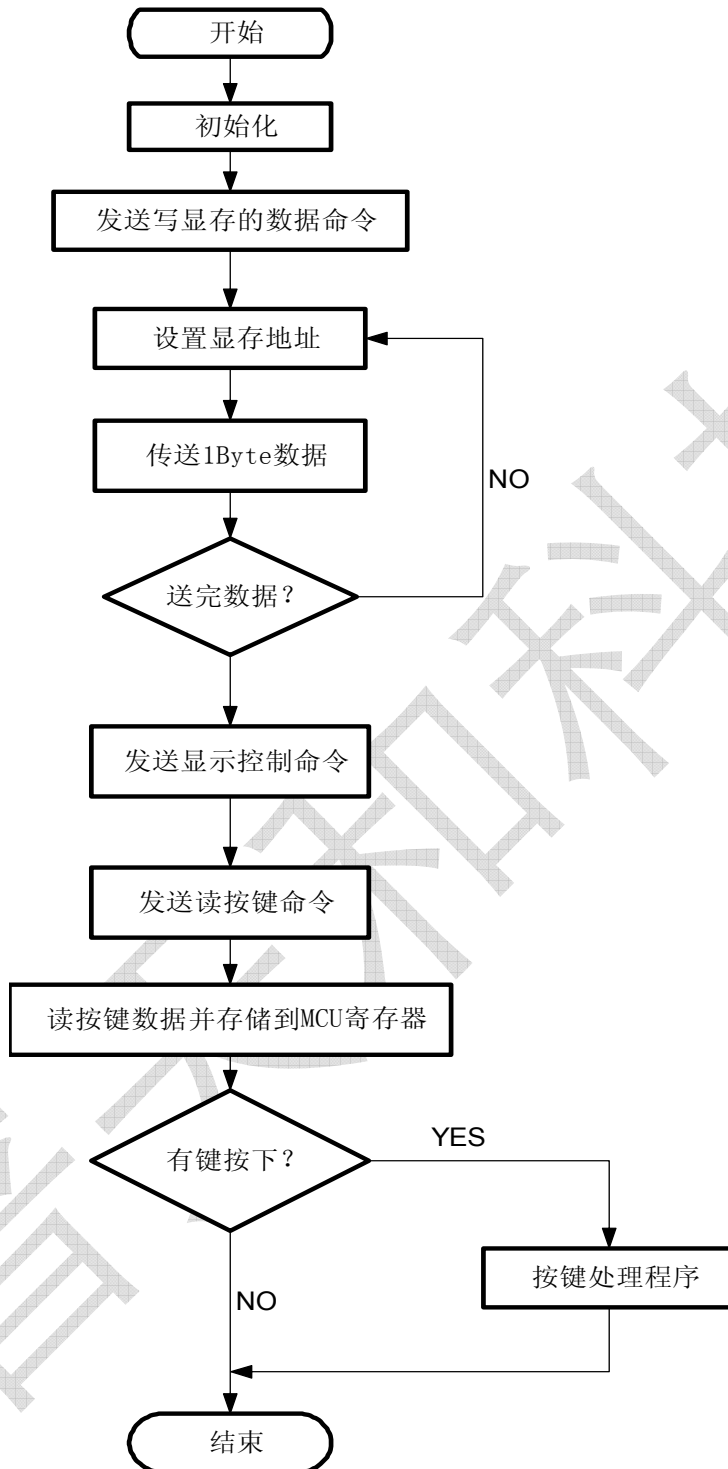 开始
初始化
发送写显存的数据命令
设置显存地址
传送1Byte数据
NO
送完数据?
发送显示控制命令
发送读按键命令
读按键数据并存储到MCU寄存器
有键按下?
YES
按键处理程序
NO
结束